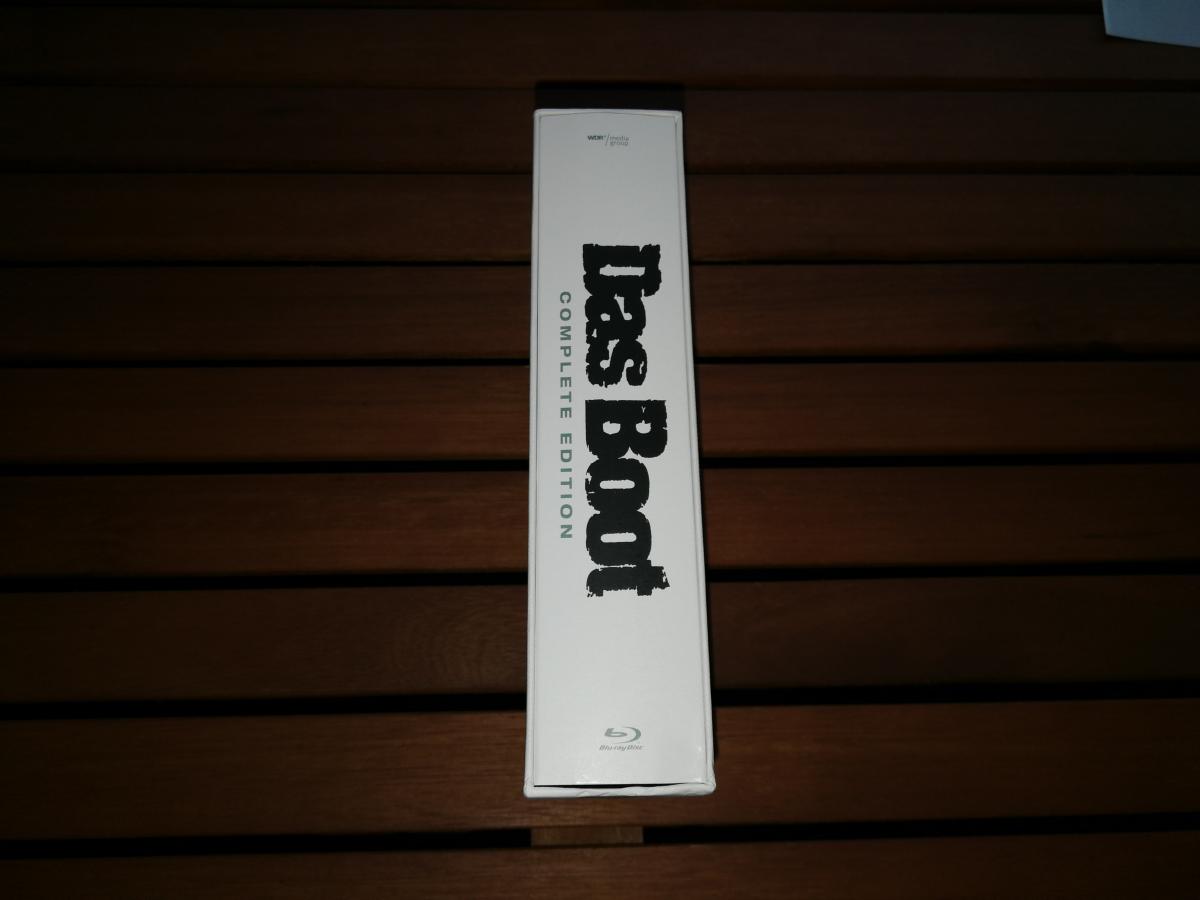 WDR® media
group
Das Boot
COMPLETE EDITION
Blu-ray Disc